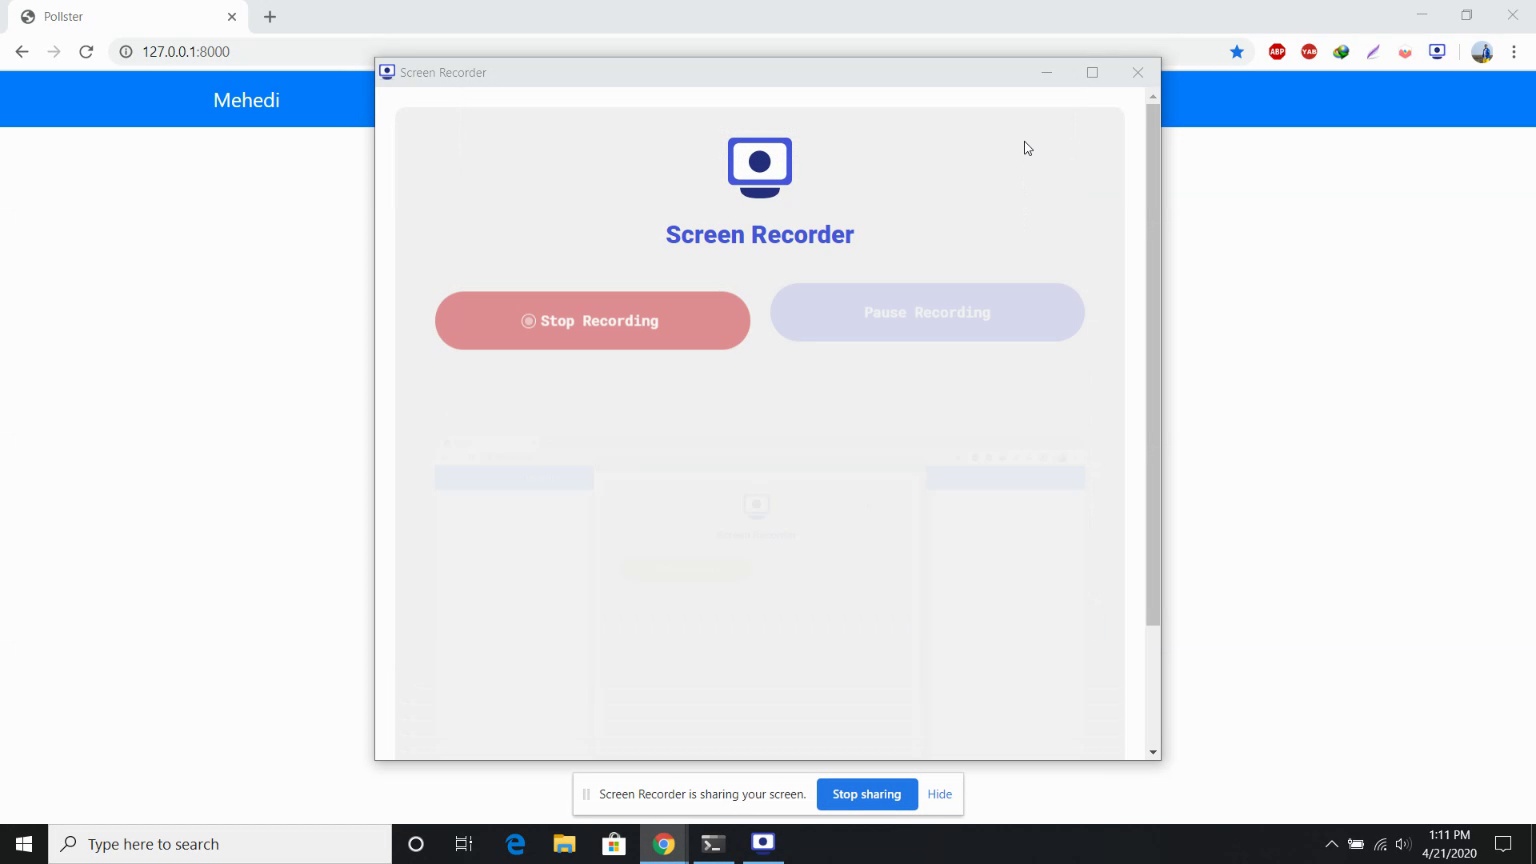 Pollster
127.0.0.1:8000
ABP
YAB
Screen Recorder
Mehedi
Screen Recorder
Stop Recording
Pause Recording
Screen Recorder is sharing your screen.
Stop sharing
Hide
Type here to search
1:11 PM
4/21/2020